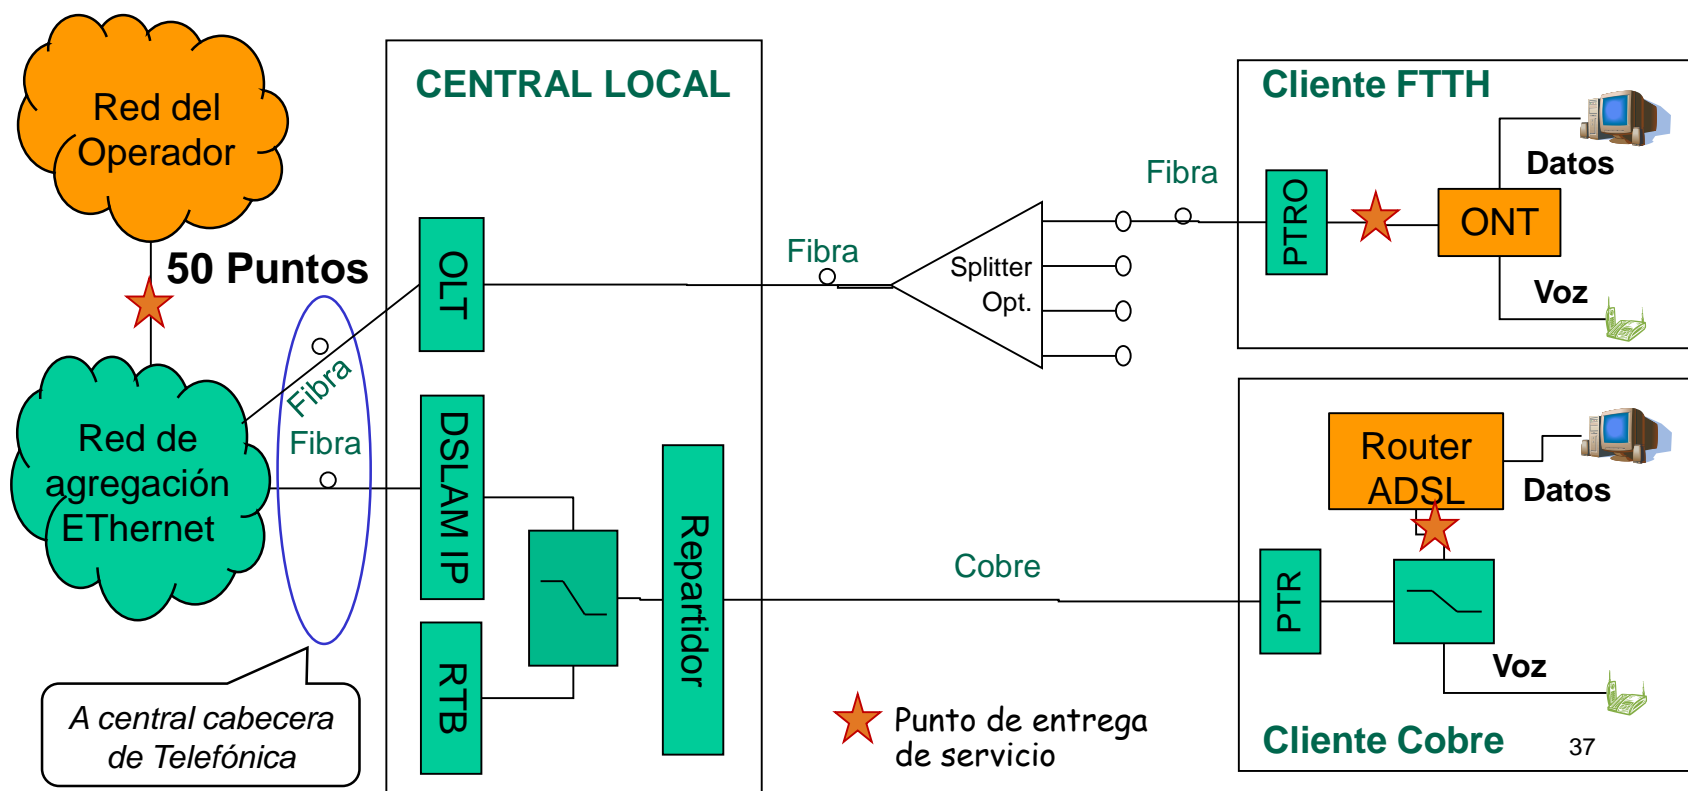 Red del
Operador
50 Puntos
Red de
agregación
EThernet
Fibra
Fibra
A central cabecera
de Telefónica
CENTRAL LOCAL
OLT
DSLAM IP
RTB
Repartidor
Fibra
Splitter
Opt.
Fibra
Cobre
Punto de entrega
de servicio
Cliente FTTH
PTRO
ONT
Datos
Voz
Router
ADSL
Datos
PTR
Voz
Cliente Cobre
37